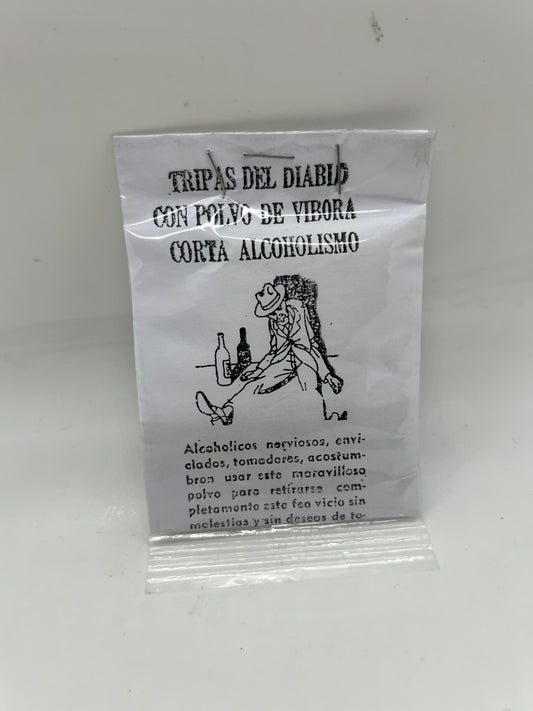 TRIPAS DEL DIABLO
CON POLVO DE VIBORA
CORTA ALCOHOLISMO
Alcoholicos nerviosos, envi-
ciados, tomadores, acostum-
bran usar este maravilloso
polvo para retirarse com-
pletamente este feo vicio sin
molestias y sin deseos de to-